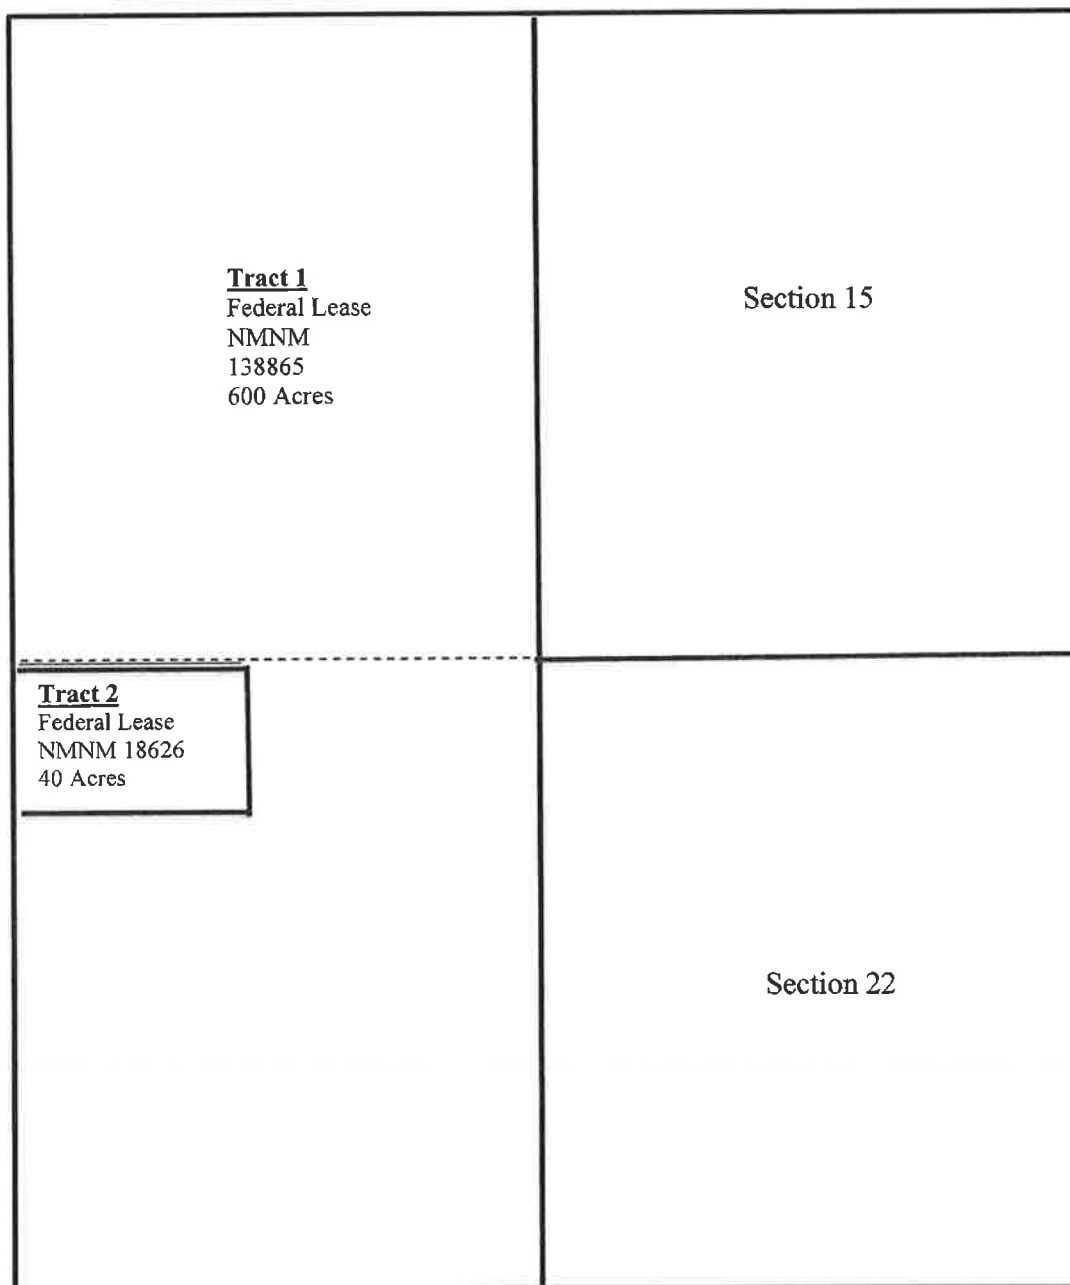 Tract 1
Federal Lease
NMNM
138865
600 Acres
Section 15
Tract 2
Federal Lease
NMNM 18626
40 Acres
Section 22